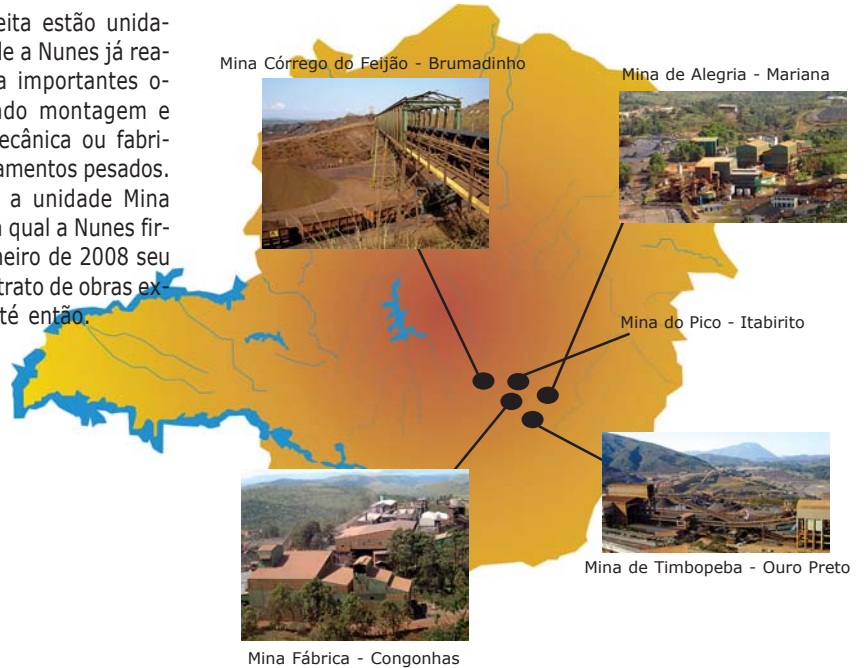 eita estão unida-
e a Nunes já rea-
a importantes o-
ndo montagem e
ecânica ou fabri-
amentos pesados.
a unidade Mina
a qual a Nunes fir-
neiro de 2008 seu
trato de obras ex-
té então.
Mina Córrego do Feijão - Brumadinho
Mina de Alegria - Mariana
Mina do Pico - Itabirito
Mina de Timbopeba - Ouro Preto
Mina Fábrica - Congonhas